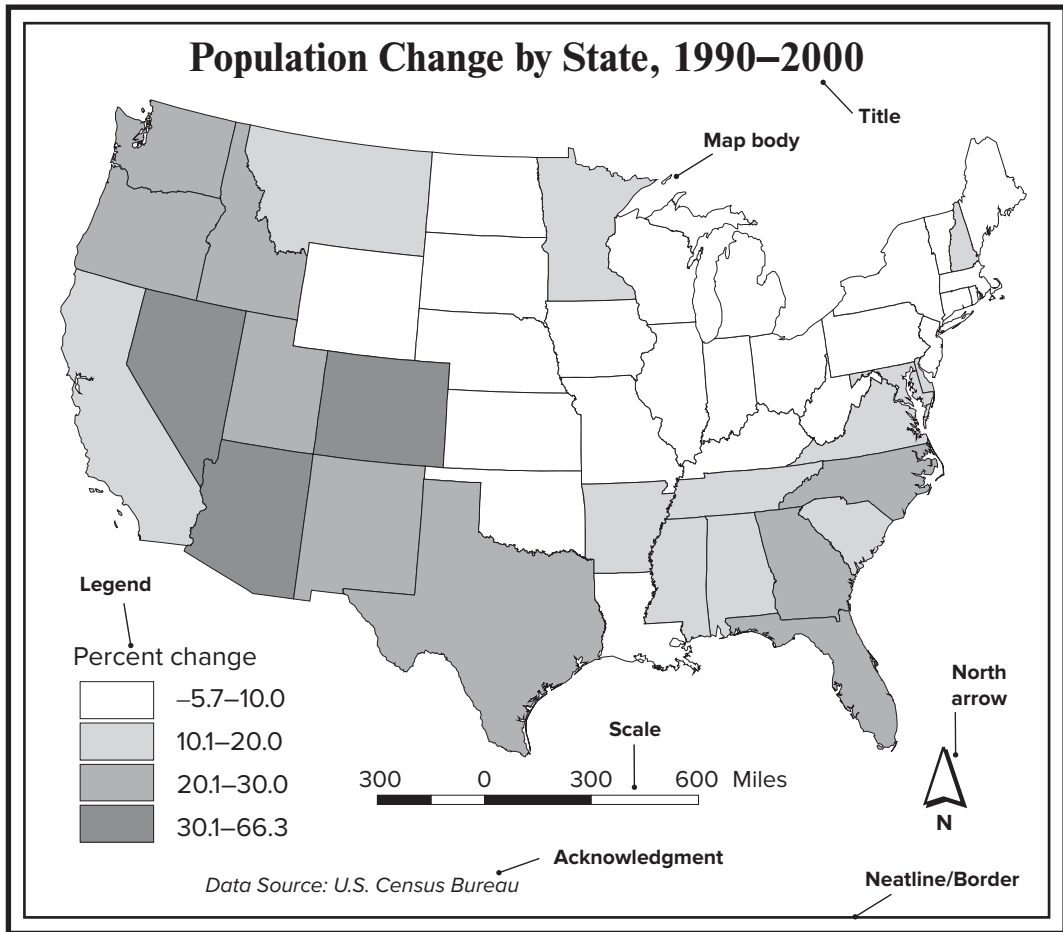 Population Change by State, 1990–2000
Title
Map body
Legend
Percent change
–5.7–10.0
10.1–20.0
20.1–30.0
30.1–66.3
Scale
300 0 300 600 Miles
North
arrow
N
Acknowledgment
Data Source: U.S. Census Bureau
Neatline/Border